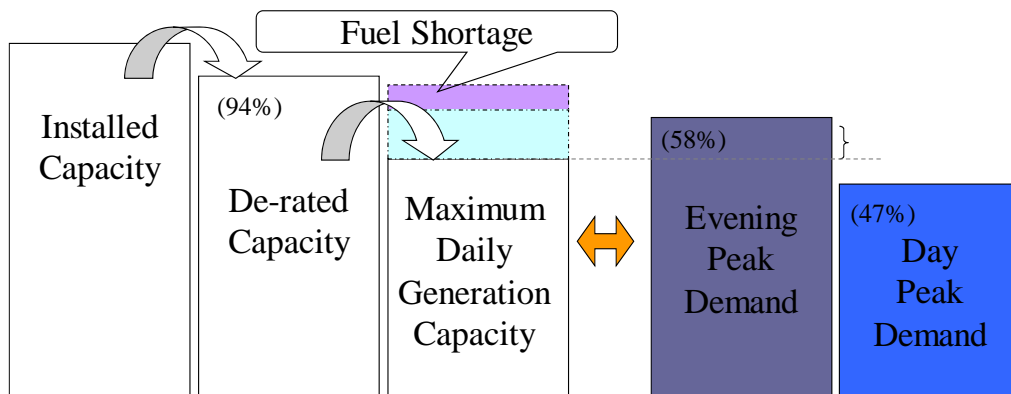 Fuel Shortage
Installed
Capacity
(94%)
De-rated
Capacity
Maximum
Daily
Generation
Capacity
(58%)
Evening
Peak
Demand
(47%)
Day
Peak
Demand